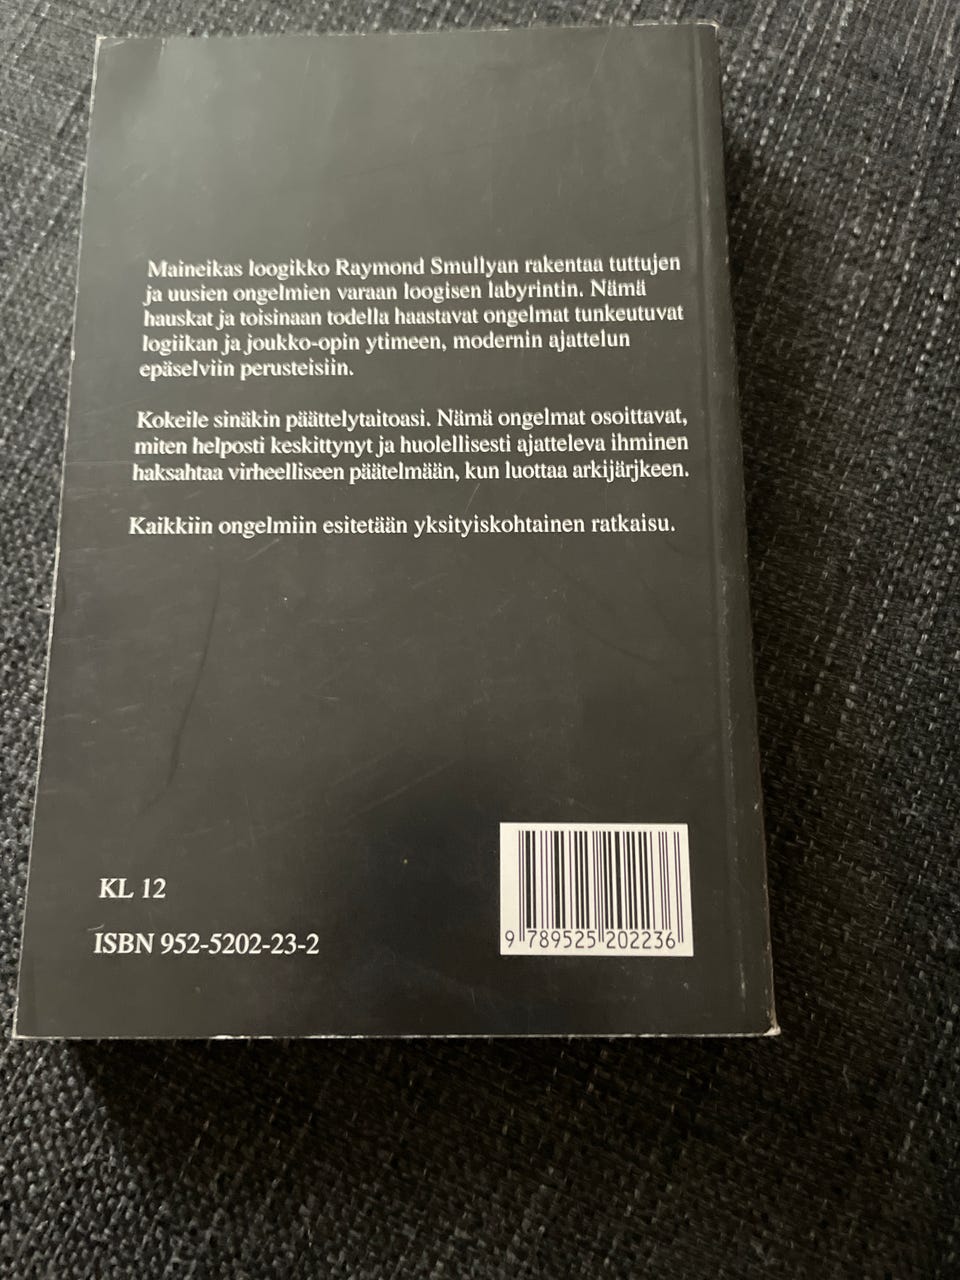 Maineikas loogikko Raymond Smullyan rakentaa tuttujen
ja uusien ongelmien varaan loogisen labyrintin. Nämä
hauskat ja toisinaan todella haastavat ongelmat tunkeutuvat
logiikan ja joukko-opin ytimeen, modernin ajattelun
epäselviin perusteisiin.
Kokeile sinäkin päättelytaitoasi. Nämä ongelmat osoittavat,
miten helposti keskittynyt ja huolellisesti ajatteleva ihminen
haksahtaa virheelliseen päätelmään, kun luottaa arkijärjkeen.
Kaikkiin ongelmiin esitetään yksityiskohtainen ratkaisu.
KL 12
ISBN 952-5202-23-2
9 789525 202236